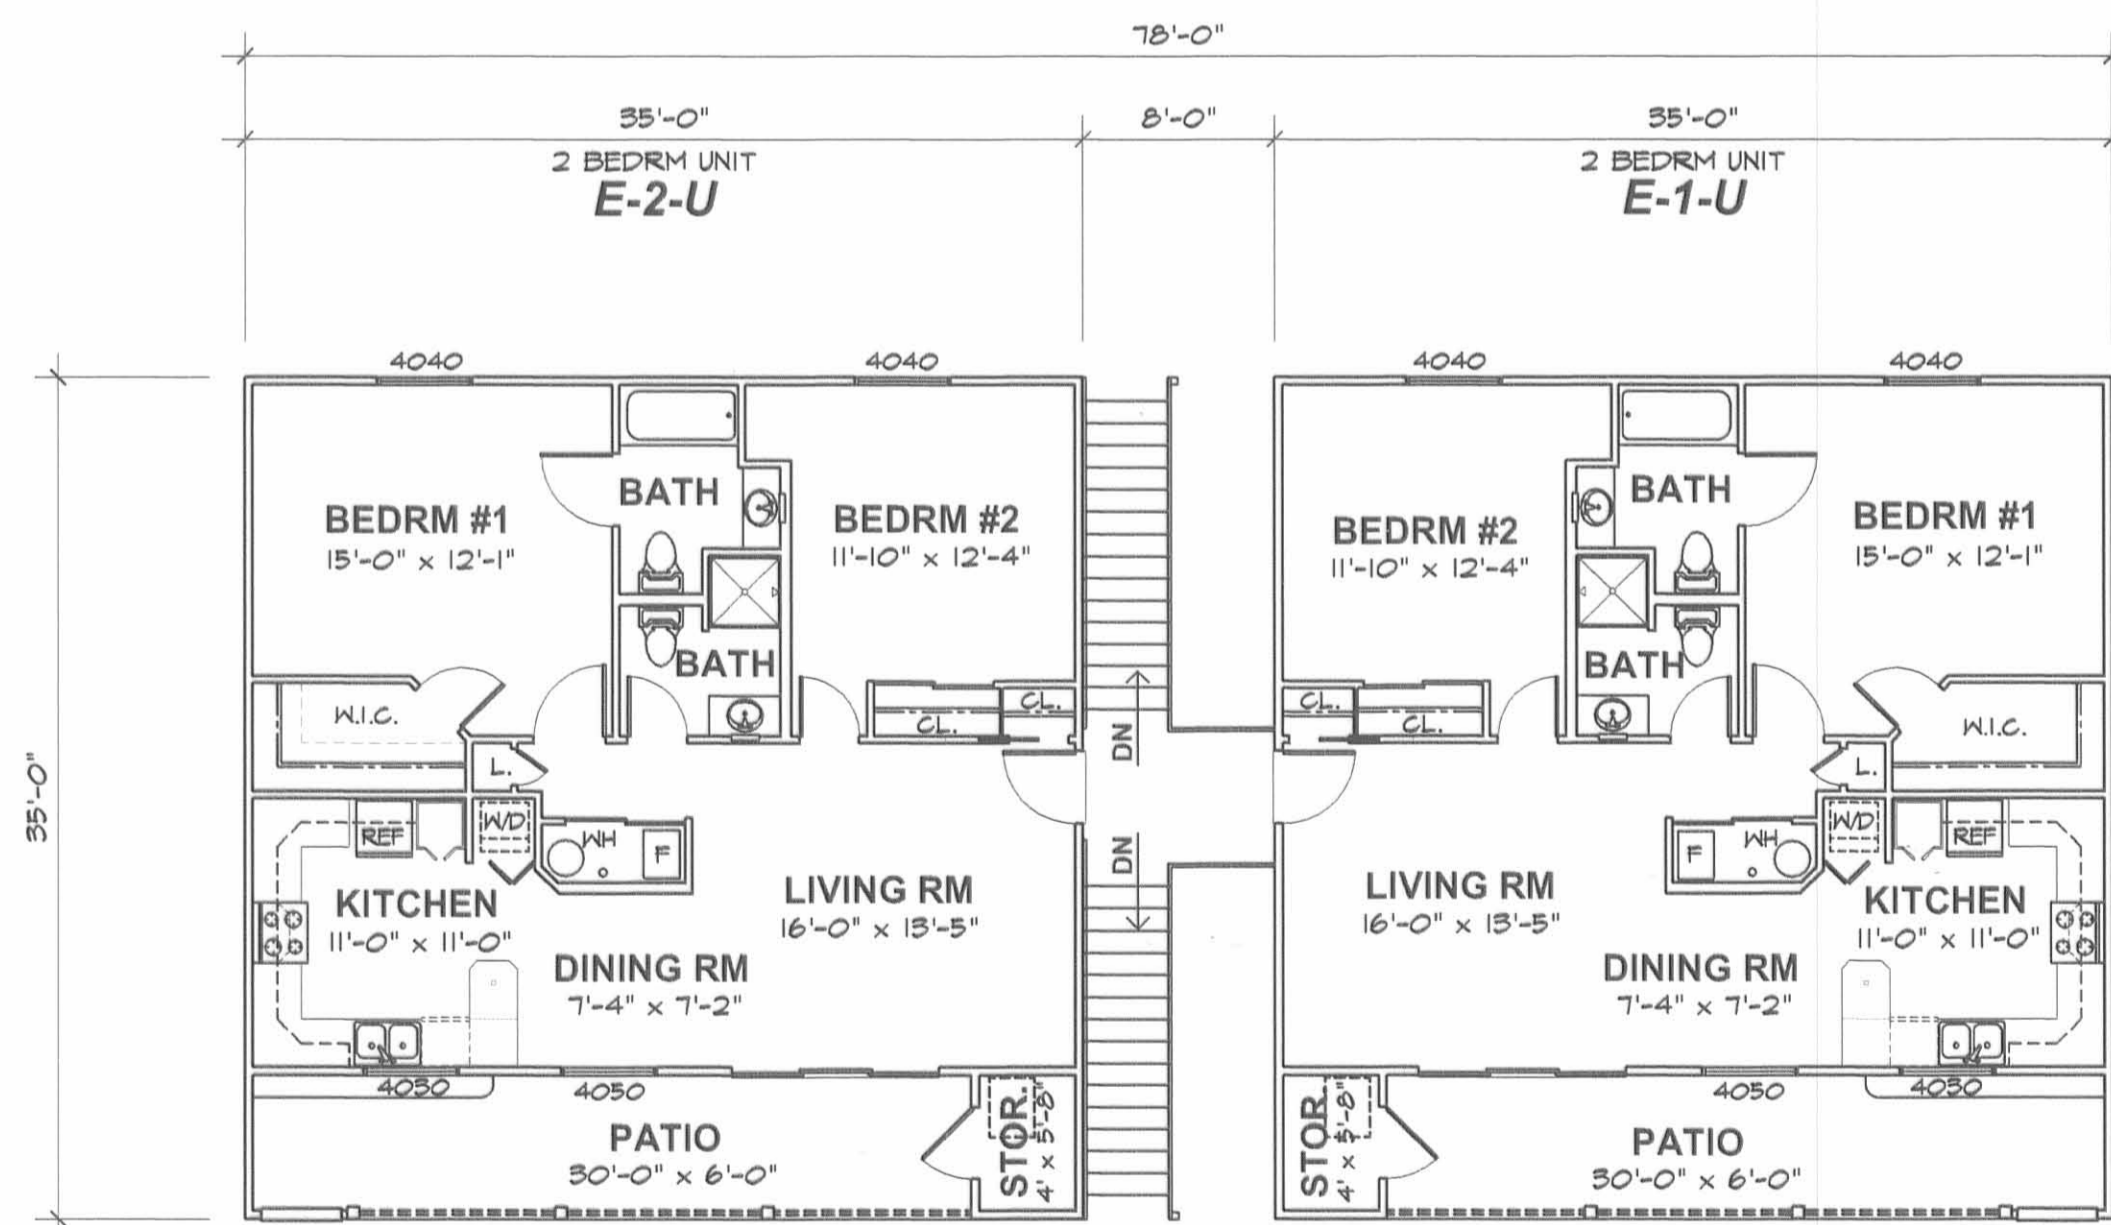 78'-0"
35'-0"
8'-0"
35'-0"
2 BEDRM UNIT
E-2-U
2 BEDRM UNIT
E-1-U
4040
4040
4040
4040
35'-0"
BEDRM #1
15'-0" x 12'-1"
BATH
BEDRM #2
11'-10" x 12'-4"
BATH
W.I.C.
CL.
CL.
L.
DN
DN
REF
W/D
WH
F
KITCHEN
11'-0" x 11'-0"
LIVING RM
16'-0" x 13'-5"
DINING RM
7'-4" x 7'-2"
4030
4050
PATIO
30'-0" x 6'-0"
STOR.
4' x 5'-8"
BEDRM #2
11'-10" x 12'-4"
BATH
BEDRM #1
15'-0" x 12'-1"
BATH
CL.
CL.
W.I.C.
L.
F
WH
W/D
REF
LIVING RM
16'-0" x 13'-5"
KITCHEN
11'-0" x 11'-0"
DINING RM
7'-4" x 7'-2"
4050
4030
STOR.
4' x 5'-8"
PATIO
30'-0" x 6'-0"